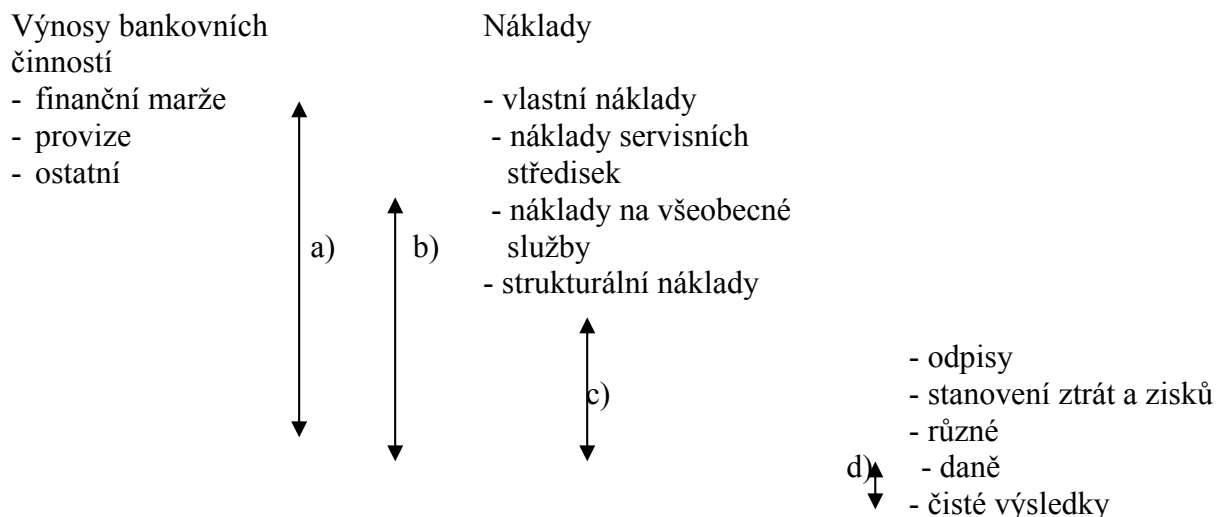 Výnosy bankovních
činností
- finanční marže
- provize
- ostatní
Náklady
- vlastní náklady
- náklady servisních
středisek
- náklady na všeobecné
služby
- strukturální náklady
a)
b)
c)
- odpisy
- stanovení ztrát a zisků
- různé
d)
- daně
- čisté výsledky